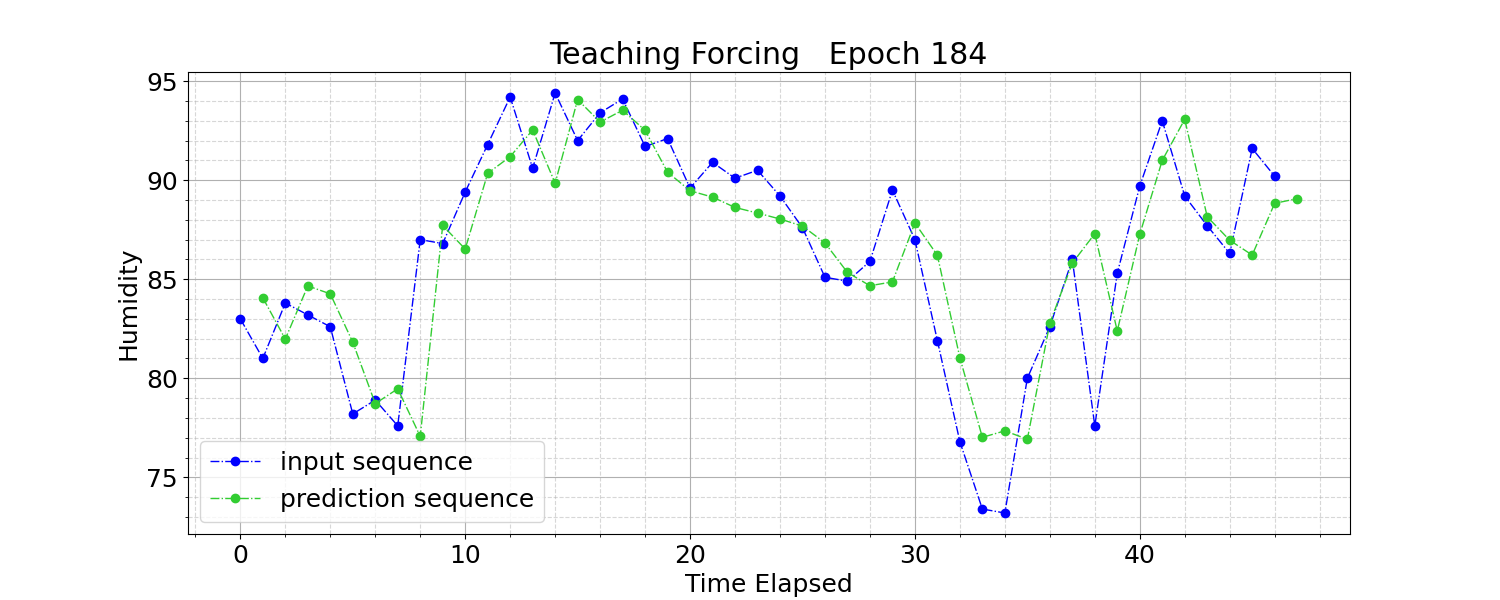 Teaching Forcing   Epoch 184
95
90
85
80
75
Humidity
input sequence
prediction sequence
0 10 20 30 40
Time Elapsed